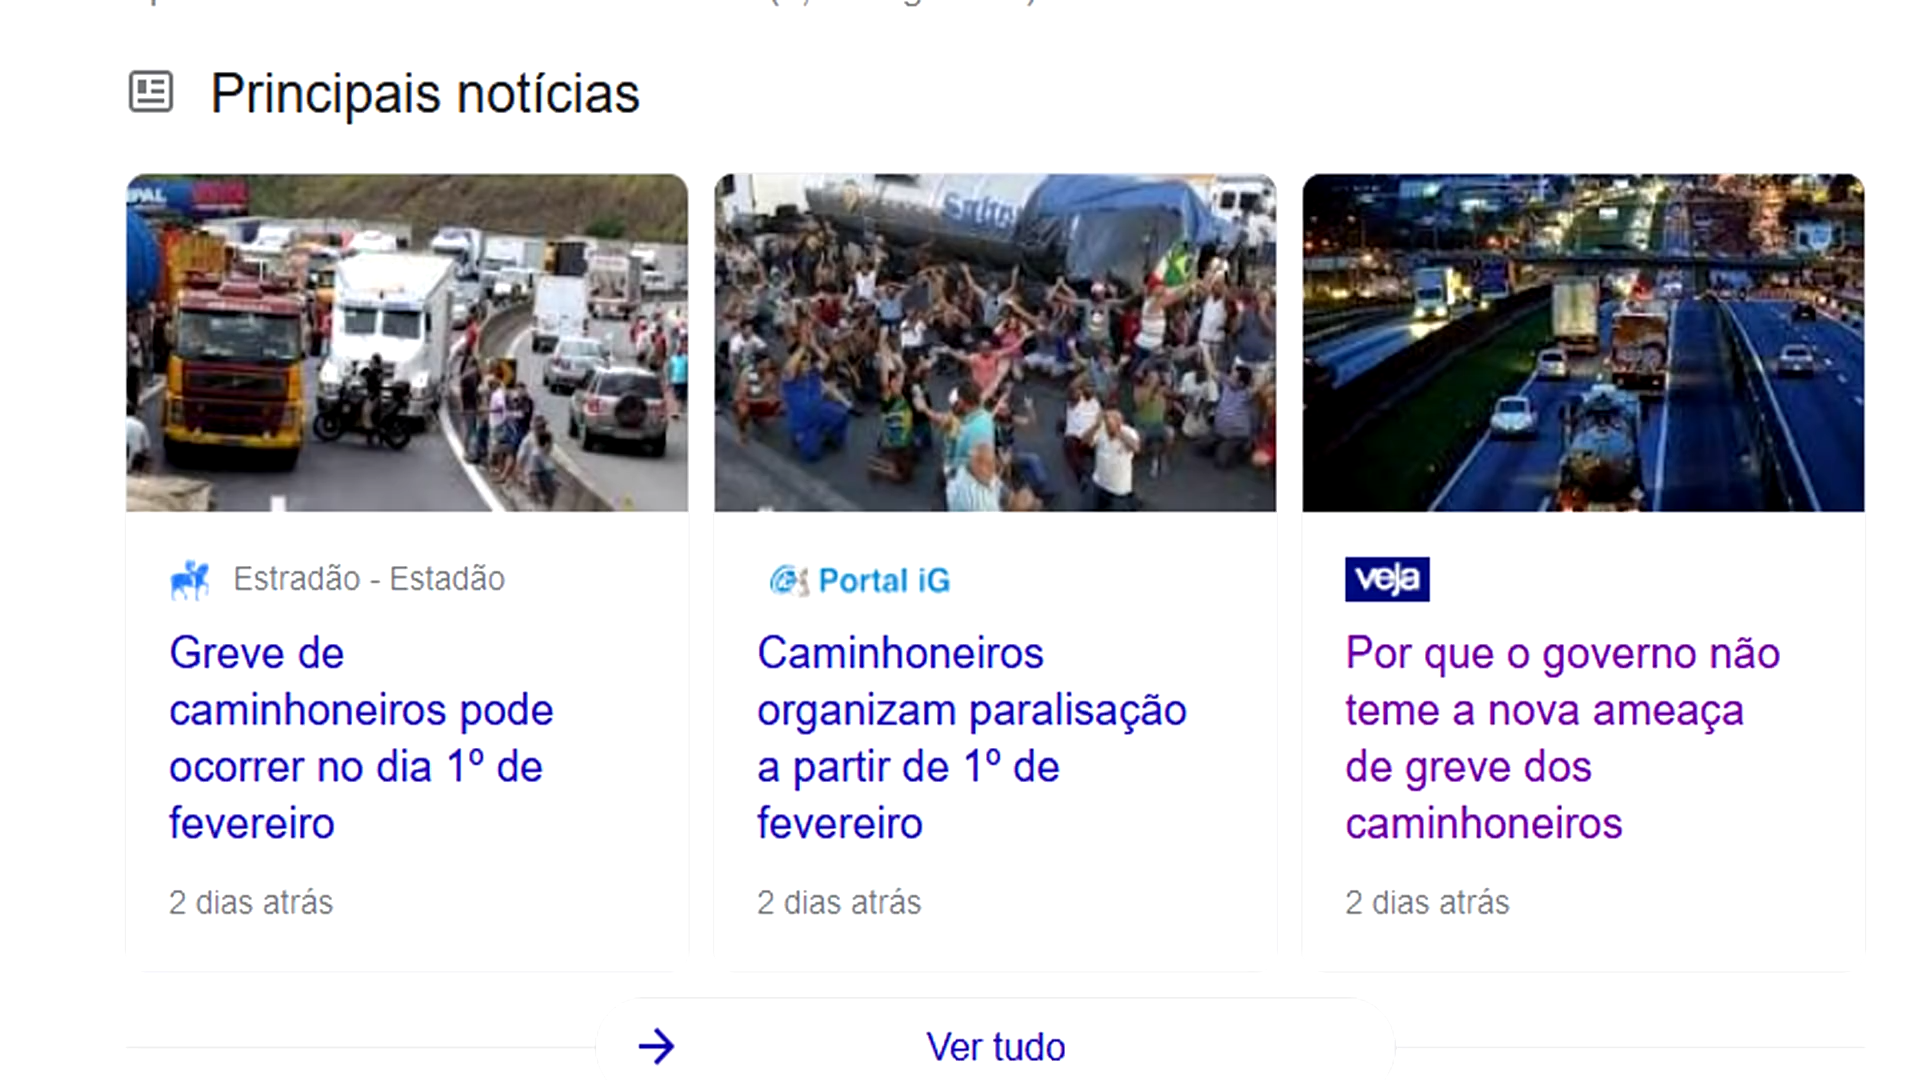 Principais notícias
Estradão - Estadão
Greve de
caminhoneiros pode
ocorrer no dia 1º de
fevereiro
2 dias atrás
Portal iG
Caminhoneiros
organizam paralisação
a partir de 1º de
fevereiro
2 dias atrás
veja
Por que o governo não
teme a nova ameaça
de greve dos
caminhoneiros
2 dias atrás
Ver tudo